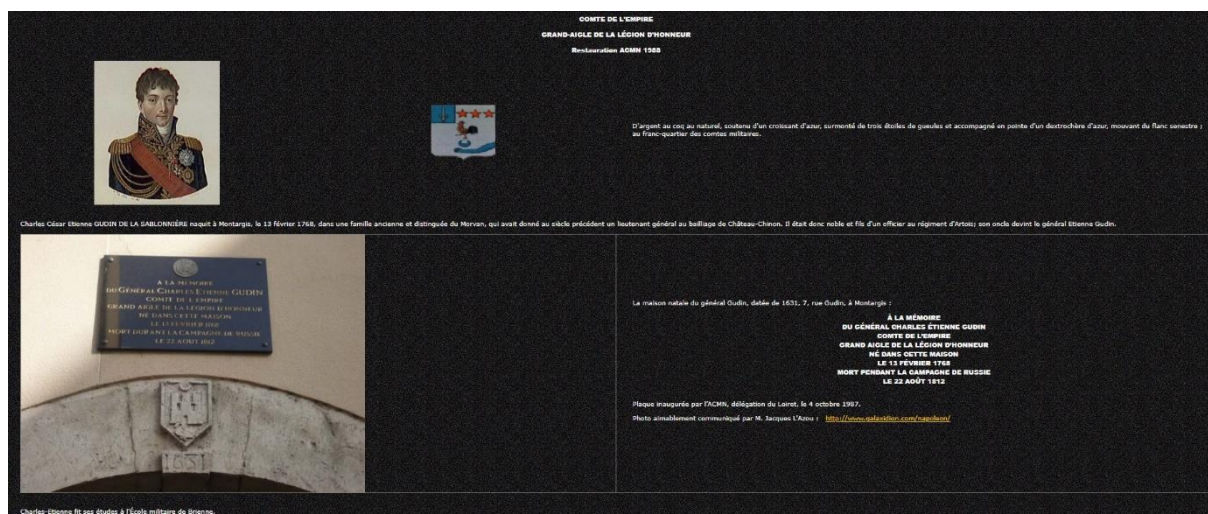 COMTE DE L'EMPIRE
GRAND-AIGLE DE LA LÉGION D'HONNEUR
Restauration ACMN 1988
D'argent au coq au naturel, soutenu d'un croissant d'azur, surmonté de trois étoiles de gueules et accompagné en pointe d'un dextrochère d'azur, mouvant du flanc senestre ;
au franc-quartier des comtes militaires.
Charles César Etienne GUDIN DE LA SABLONNIÈRE naquit à Montargis, le 13 février 1768, dans une famille ancienne et distinguée du Morvan, qui avait donné au siècle précédent un lieutenant général au bailliage de Château-Chinon. Il était donc noble et fils d'un officier au régiment d'Artois; son oncle devint le général Etienne Gudin.
A LA MÉMOIRE
DU GÉNÉRAL CHARLES ETIENNE GUDIN
COMTE DE L'EMPIRE
GRAND AIGLE DE LA LÉGION D'HONNEUR
NÉ DANS CETTE MAISON
LE 13 FÉVRIER 1768
MORT DURANT LA CAMPAGNE DE RUSSIE
LE 22 AOUT 1812
1631
La maison natale du général Gudin, datée de 1631, 7, rue Gudin, à Montargis :
À LA MÉMOIRE
DU GÉNÉRAL CHARLES ÉTIENNE GUDIN
COMTE DE L'EMPIRE
GRAND AIGLE DE LA LÉGION D'HONNEUR
NÉ DANS CETTE MAISON
LE 13 FÉVRIER 1768
MORT PENDANT LA CAMPAGNE DE RUSSIE
LE 22 AOÛT 1812
Plaque inaugurée par l'ACMN, délégation du Loiret, le 4 octobre 1987.
Photo aimablement communiqué par M. Jacques L'Azou : http://www.galaxidion.com/napoleon/
Charles-Etienne fit ses études à l'École militaire de Brienne.